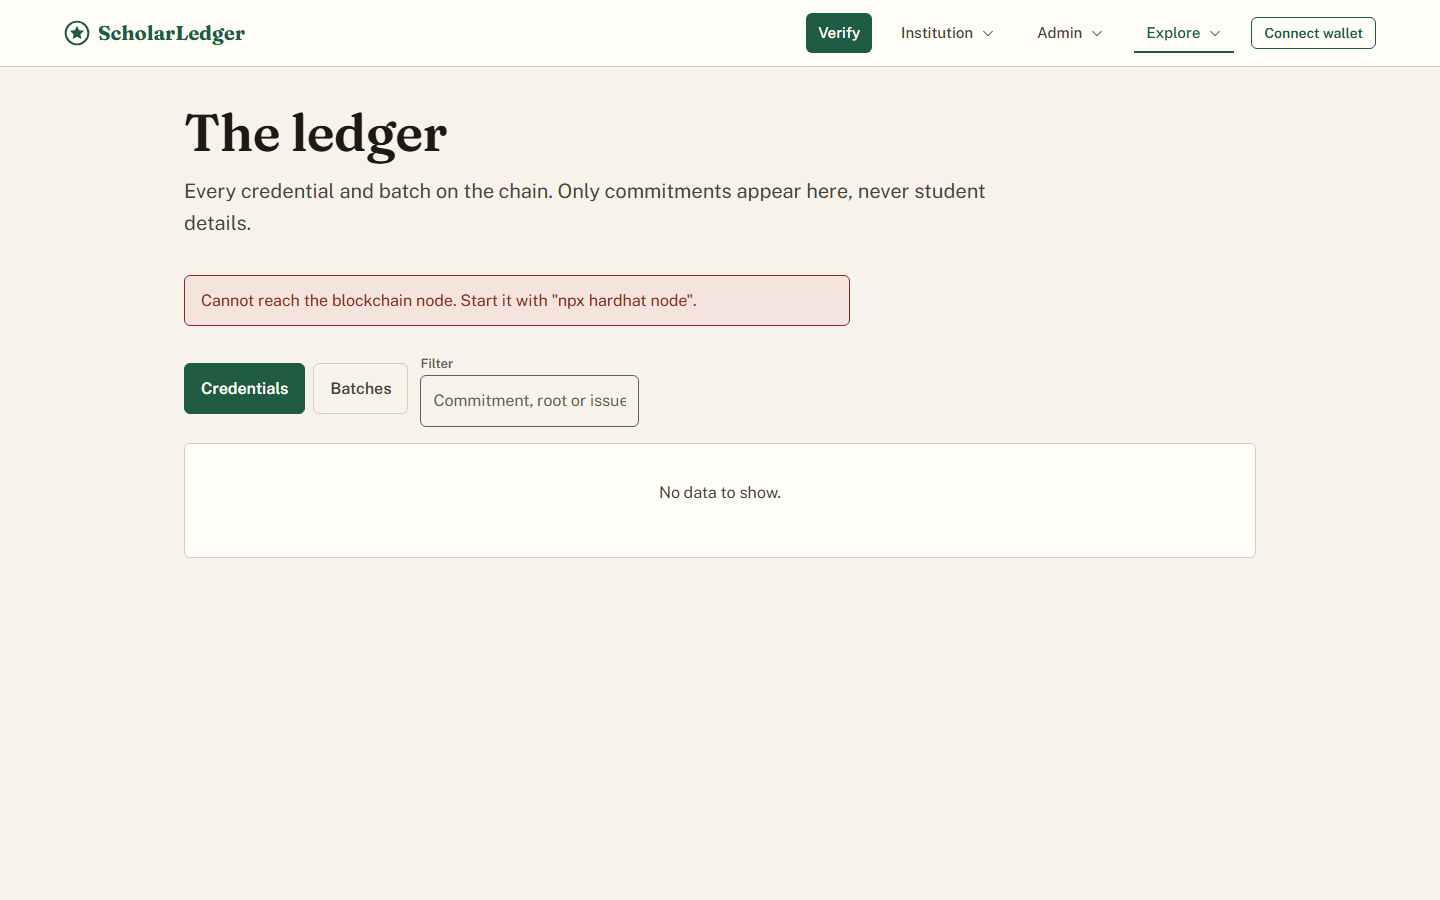 ScholarLedger
Verify
Institution
Admin
Explore
Connect wallet
The ledger
Every credential and batch on the chain. Only commitments appear here, never student
details.
Cannot reach the blockchain node. Start it with "npx hardhat node".
Credentials
Batches
Filter
Commitment, root or issue
No data to show.